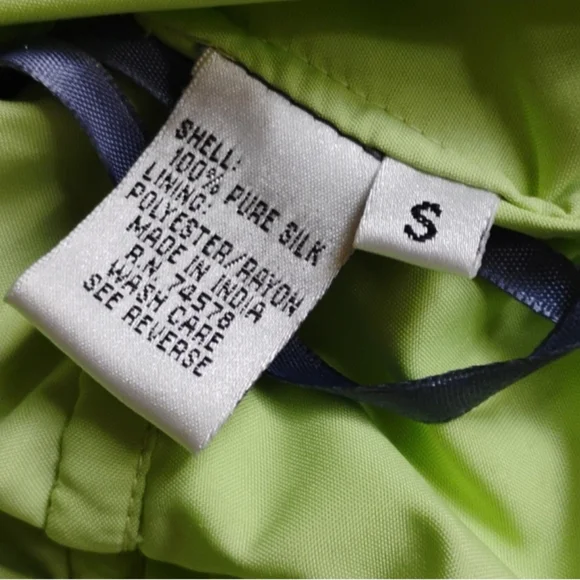 SHELL:
100% PURE SILK
LINING:
POLYESTER/RAYON
MADE IN INDIA
R.N. 74578
WASH CARE
SEE REVERSE
S